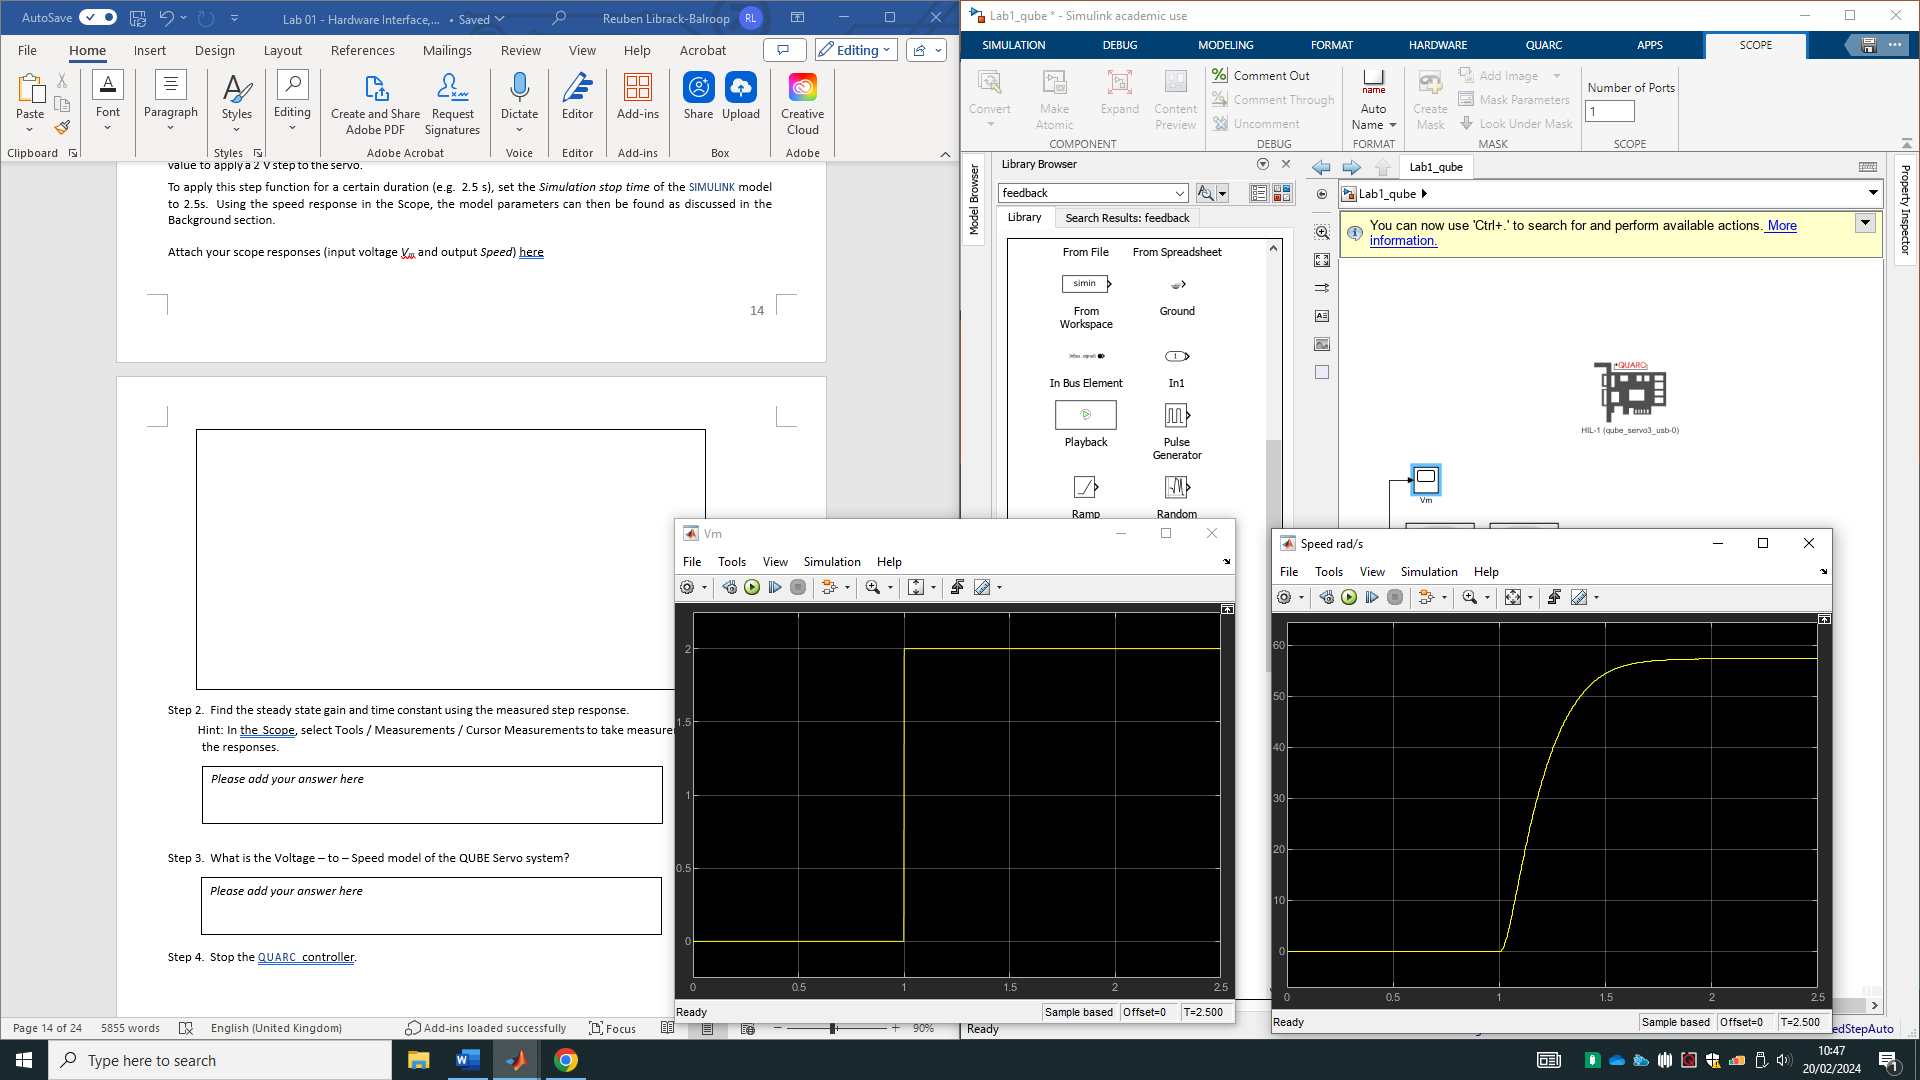 AutoSave
Lab 01 - Hardware Interface,... • Saved
Reuben Librack-Balroop
RL
File
Home
Insert
Design
Layout
References
Mailings
Review
View
Help
Acrobat
Editing
Paste
Font
Paragraph
Styles
Editing
Create and Share Adobe PDF
Request Signatures
Dictate
Editor
Add-ins
Share
Upload
Creative Cloud
Clipboard
Styles
Adobe Acrobat
Voice
Editor
Add-ins
Box
Adobe
value to apply a 2 V step to the servo.
To apply this step function for a certain duration (e.g. 2.5 s), set the Simulation stop time of the SIMULINK model
to 2.5s. Using the speed response in the Scope, the model parameters can then be found as discussed in the
Background section.
Attach your scope responses (input voltage Vm and output Speed) here
14
Step 2. Find the steady state gain and time constant using the measured step response.
Hint: In the Scope, select Tools / Measurements / Cursor Measurements to take measure
the responses.
Please add your answer here
Step 3. What is the Voltage – to – Speed model of the QUBE Servo system?
Please add your answer here
Step 4. Stop the QUARC controller.
Page 14 of 24
5855 words
English (United Kingdom)
Add-ins loaded successfully
Focus
90%
Lab1_qube * - Simulink academic use
SIMULATION
DEBUG
MODELING
FORMAT
HARDWARE
QUARC
APPS
SCOPE
Convert
Make Atomic
Expand
Content Preview
Comment Out
Comment Through
Uncomment
name
Auto Name
Create Mask
Add Image
Mask Parameters
Look Under Mask
Number of Ports
1
COMPONENT
DEBUG
FORMAT
MASK
SCOPE
Model Browser
Library Browser
feedback
Library
Search Results: feedback
From File
From Spreadsheet
simin
From Workspace
Ground
In Bus Element
1
In1
Playback
Pulse Generator
Ramp
Random
Lab1_qube
Lab1_qube
You can now use 'Ctrl+.' to search for and perform available actions. More
information.
Property Inspector
QUARC
HIL-1 (qube_servo3_usb-0)
Vm
Ready
edStepAuto
Vm
File
Tools
View
Simulation
Help
2
1.5
1
0.5
0
0
0.5
1
1.5
2
2.5
Ready
Sample based
Offset=0
T=2.500
Speed rad/s
File
Tools
View
Simulation
Help
60
50
40
30
20
10
0
0
0.5
1
1.5
2
2.5
Ready
Sample based
Offset=0
T=2.500
Type here to search
10:47
20/02/2024
1